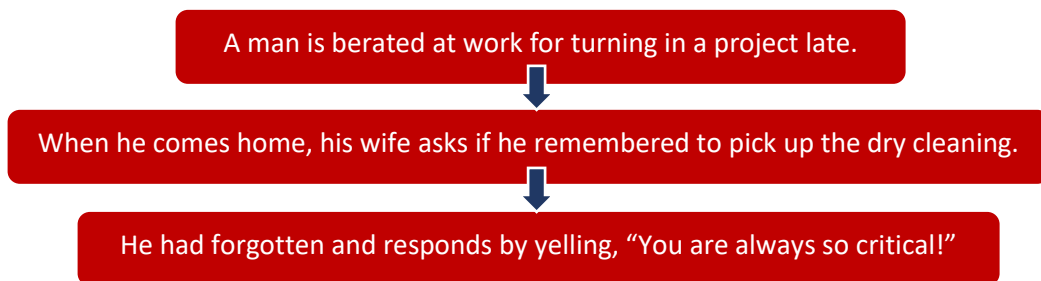 A man is berated at work for turning in a project late.
When he comes home, his wife asks if he remembered to pick up the dry cleaning.
He had forgotten and responds by yelling, “You are always so critical!”